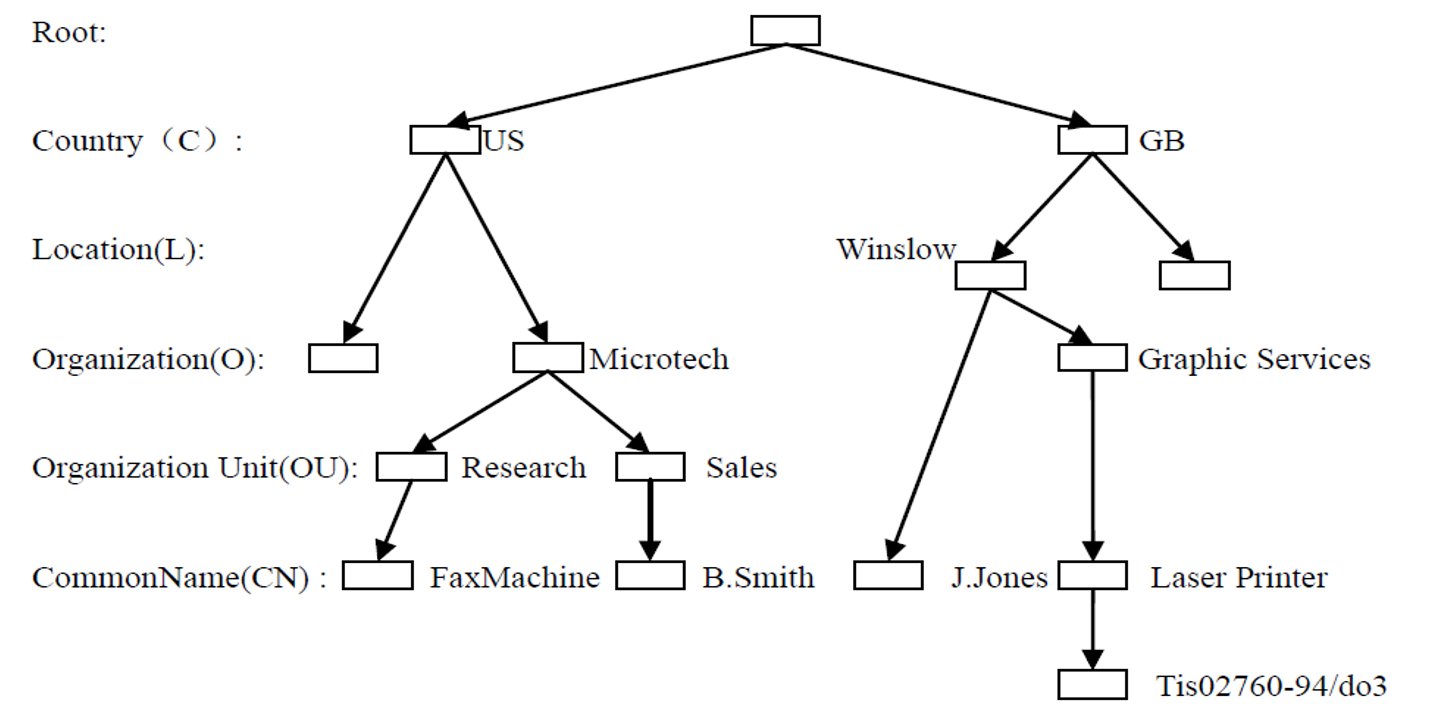 Root:
Country（C）: US GB
Location(L): Winslow
Organization(O): Microtech Graphic Services
Organization Unit(OU): Research Sales
CommonName(CN) : FaxMachine B.Smith J.Jones Laser Printer
Tis02760-94/do3